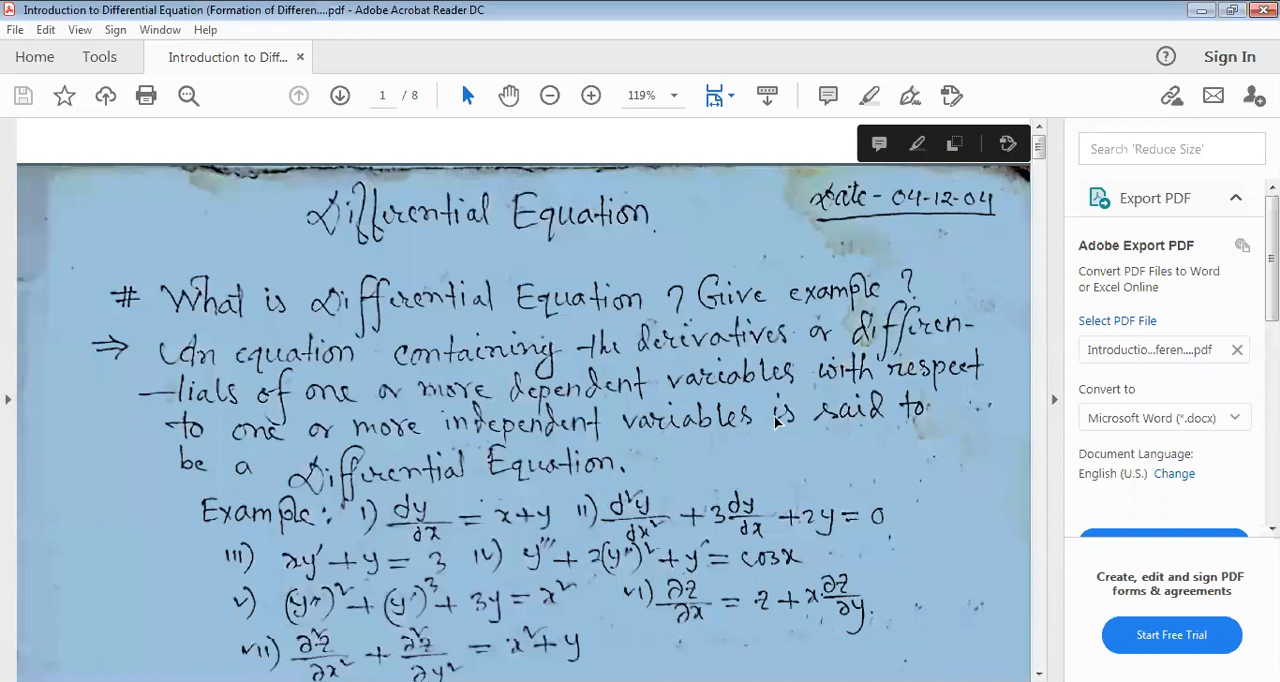 Introduction to Differential Equation (Formation of Differen....pdf - Adobe Acrobat Reader DC
File Edit View Sign Window Help
Home Tools Introduction to Diff... × Sign In
1 / 8 119%
Search 'Reduce Size'
Export PDF
Adobe Export PDF
Convert PDF Files to Word
or Excel Online
Select PDF File
Introductio...feren....pdf
Convert to
Microsoft Word (*.docx)
Document Language:
English (U.S.) Change
Create, edit and sign PDF
forms & agreements
Start Free Trial
Differential Equation. Date - 04-12-04
# What is Differential Equation ? Give example ?
⇒ An equation containing the derivatives or differen-
-tials of one or more dependent variables with respect
to one or more independent variables is said to
be a Differential Equation.
Example: i) dy/dx = x+y ii) d²y/dx² + 3dy/dx + 2y = 0
iii) xy' + y = 3 iv) y''' + 2(y'')² + y' = cosx
v) (y'')² + (y')³ + 3y = x² vi) ∂z/∂x = z + x ∂z/∂y
vii) ∂²z/∂x² + ∂²z/∂y² = x² + y